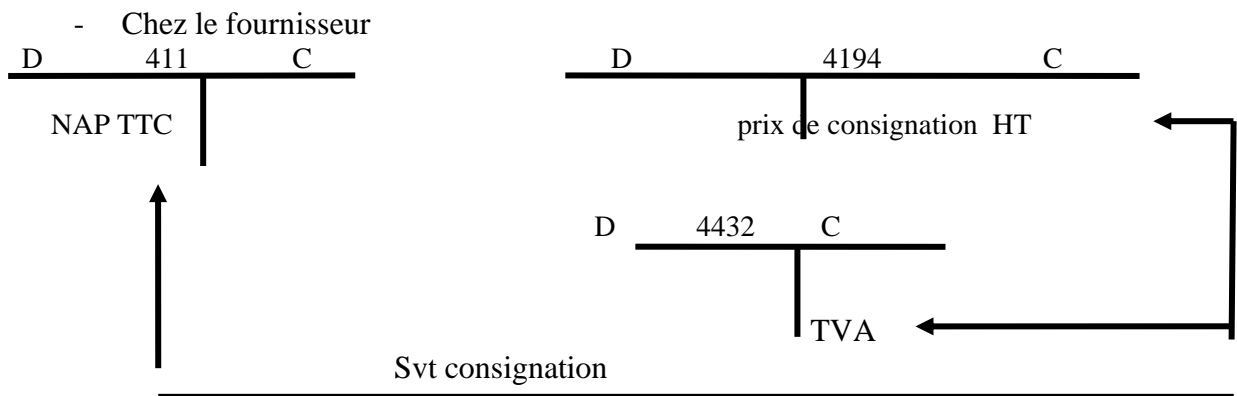 - Chez le fournisseur
D 411 C D 4194 C
NAP TTC prix de consignation HT
D 4432 C
TVA
Svt consignation